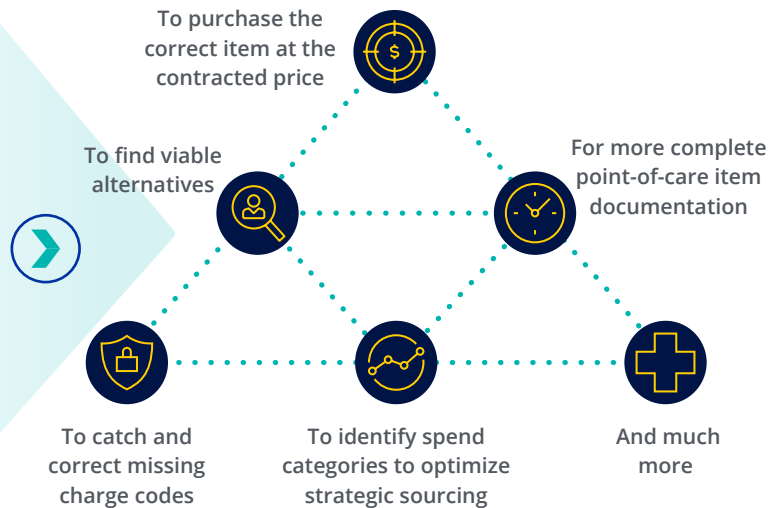 To purchase the
correct item at the
contracted price
To find viable
alternatives
For more complete
point-of-care item
documentation
To catch and
correct missing
charge codes
To identify spend
categories to optimize
strategic sourcing
And much
more
$